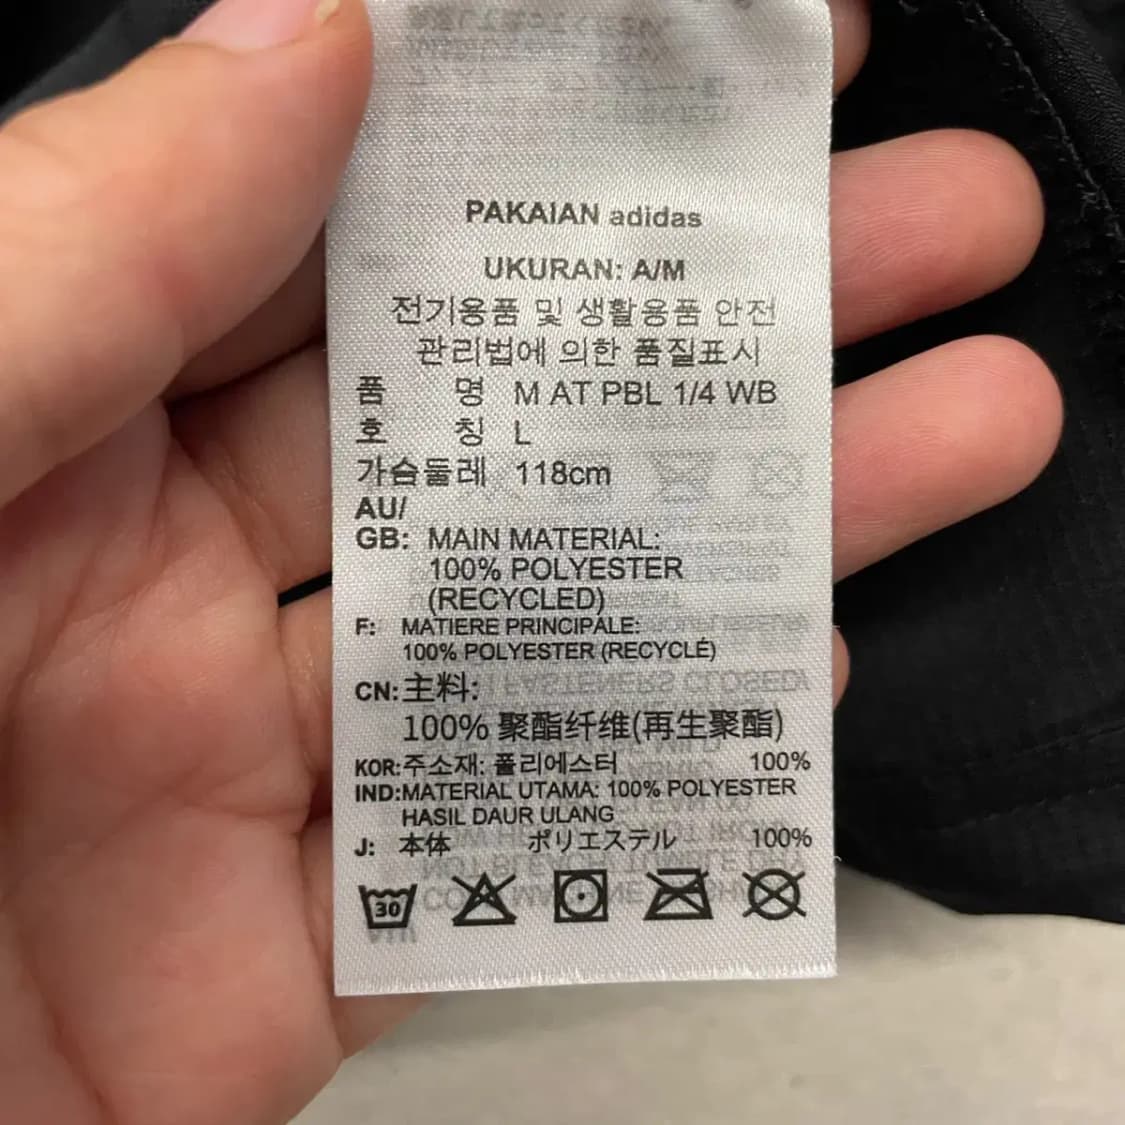 PAKAIAN adidas
UKURAN: A/M
전기용품 및 생활용품 안전
관리법에 의한 품질표시
품 명 M AT PBL 1/4 WB
호 칭 L
가슴둘레 118cm
AU/
GB: MAIN MATERIAL:
100% POLYESTER
(RECYCLED)
F: MATIERE PRINCIPALE:
100% POLYESTER (RECYCLÉ)
CN: 主料:
100% 聚酯纤维(再生聚酯)
KOR: 주소재: 폴리에스터 100%
IND: MATERIAL UTAMA: 100% POLYESTER
HASIL DAUR ULANG
J: 本体 ポリエステル 100%
30